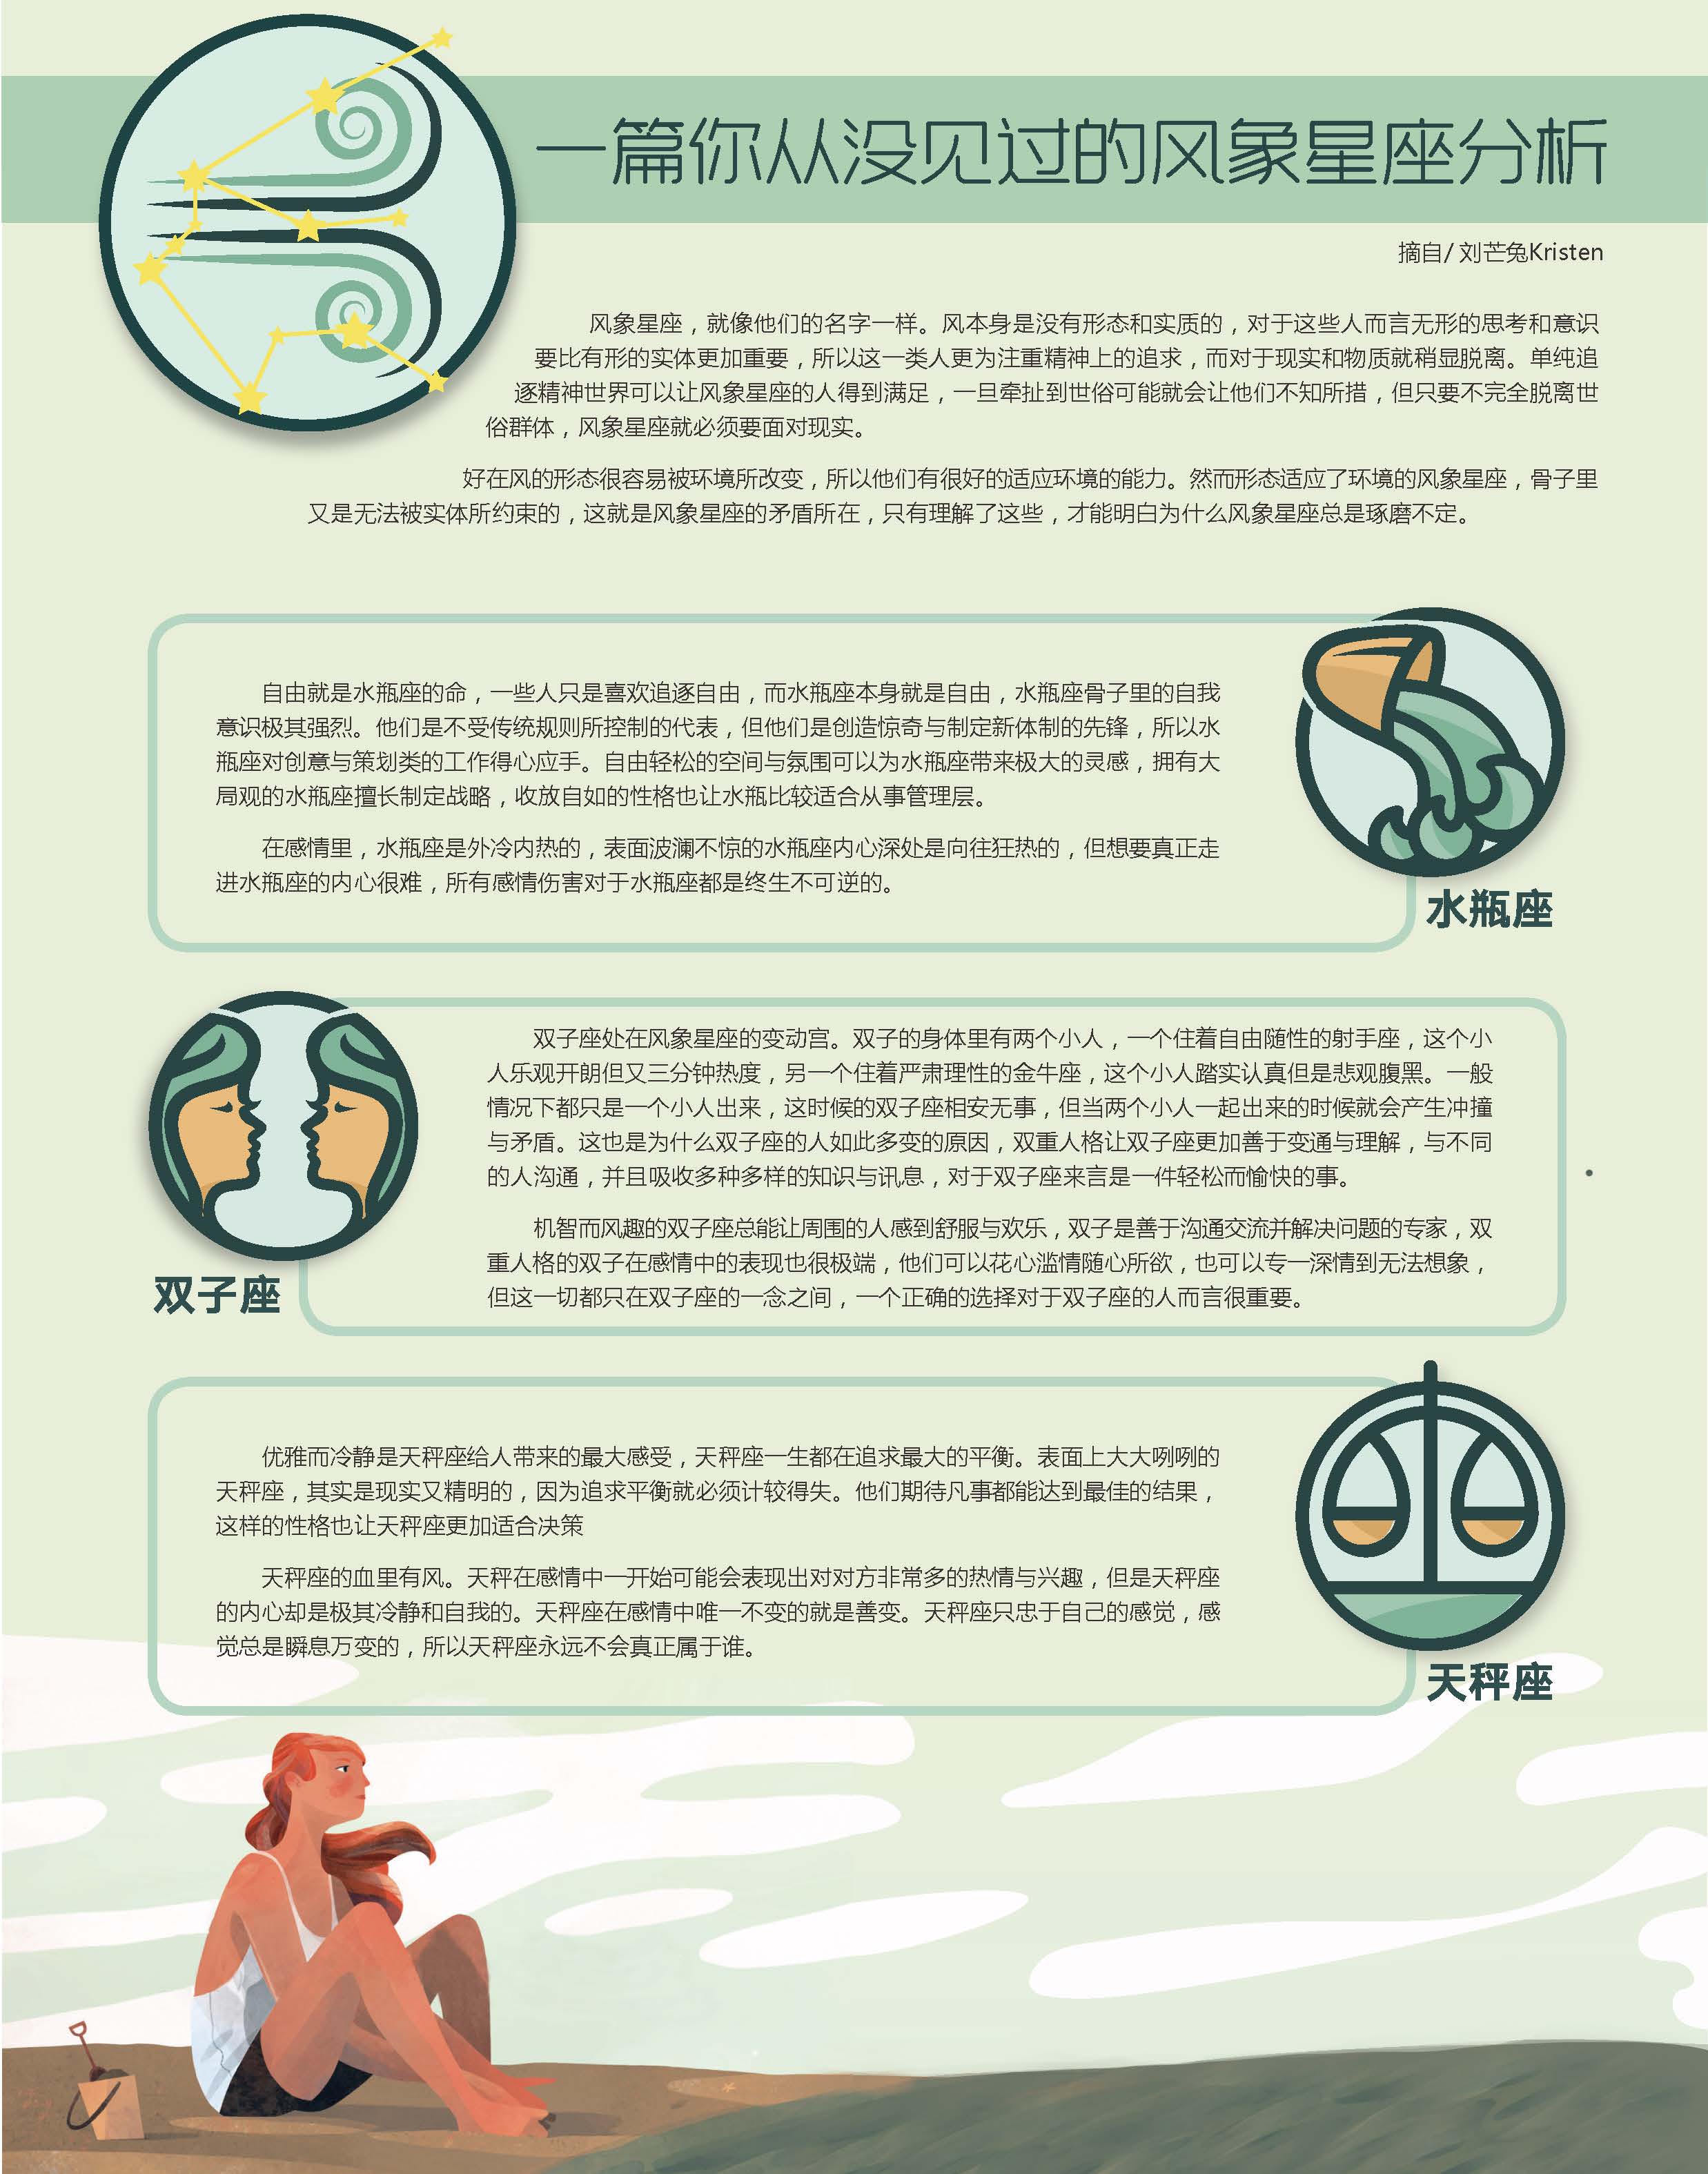 一篇你从没见过的风象星座分析
摘自/ 刘芒兔Kristen
风象星座，就像他们的名字一样。风本身是没有形态和实质的，对于这些人而言无形的思考和意识
要比有形的实体更加重要，所以这一类人更为注重精神上的追求，而对于现实和物质就稍显脱离。单纯追
逐精神世界可以让风象星座的人得到满足，一旦牵扯到世俗可能就会让他们不知所措，但只要不完全脱离世
俗群体，风象星座就必须要面对现实。
好在风的形态很容易被环境所改变，所以他们有很好的适应环境的能力。然而形态适应了环境的风象星座，骨子里
又是无法被实体所约束的，这就是风象星座的矛盾所在，只有理解了这些，才能明白为什么风象星座总是琢磨不定。
自由就是水瓶座的命，一些人只是喜欢追逐自由，而水瓶座本身就是自由，水瓶座骨子里的自我
意识极其强烈。他们是不受传统规则所控制的代表，但他们是创造惊奇与制定新体制的先锋，所以水
瓶座对创意与策划类的工作得心应手。自由轻松的空间与氛围可以为水瓶座带来极大的灵感，拥有大
局观的水瓶座擅长制定战略，收放自如的性格也让水瓶比较适合从事管理层。
在感情里，水瓶座是外冷内热的，表面波澜不惊的水瓶座内心深处是向往狂热的，但想要真正走
进水瓶座的内心很难，所有感情伤害对于水瓶座都是终生不可逆的。
水瓶座
双子座处在风象星座的变动宫。双子的身体里有两个小人，一个住着自由随性的射手座，这个小
人乐观开朗但又三分钟热度，另一个住着严肃理性的金牛座，这个小人踏实认真但是悲观腹黑。一般
情况下都只是一个小人出来，这时候的双子座相安无事，但当两个小人一起出来的时候就会产生冲撞
与矛盾。这也是为什么双子座的人如此多变的原因，双重人格让双子座更加善于变通与理解，与不同
的人沟通，并且吸收多种多样的知识与讯息，对于双子座来言是一件轻松而愉快的事。
机智而风趣的双子座总能让周围的人感到舒服与欢乐，双子是善于沟通交流并解决问题的专家，双
重人格的双子在感情中的表现也很极端，他们可以花心滥情随心所欲，也可以专一深情到无法想象，
但这一切都只在双子座的一念之间，一个正确的选择对于双子座的人而言很重要。
双子座
优雅而冷静是天秤座给人带来的最大感受，天秤座一生都在追求最大的平衡。表面上大大咧咧的
天秤座，其实是现实又精明的，因为追求平衡就必须计较得失。他们期待凡事都能达到最佳的结果，
这样的性格也让天秤座更加适合决策
天秤座的血里有风。天秤在感情中一开始可能会表现出对对方非常多的热情与兴趣，但是天秤座
的内心却是极其冷静和自我的。天秤座在感情中唯一不变的就是善变。天秤座只忠于自己的感觉，感
觉总是瞬息万变的，所以天秤座永远不会真正属于谁。
天秤座